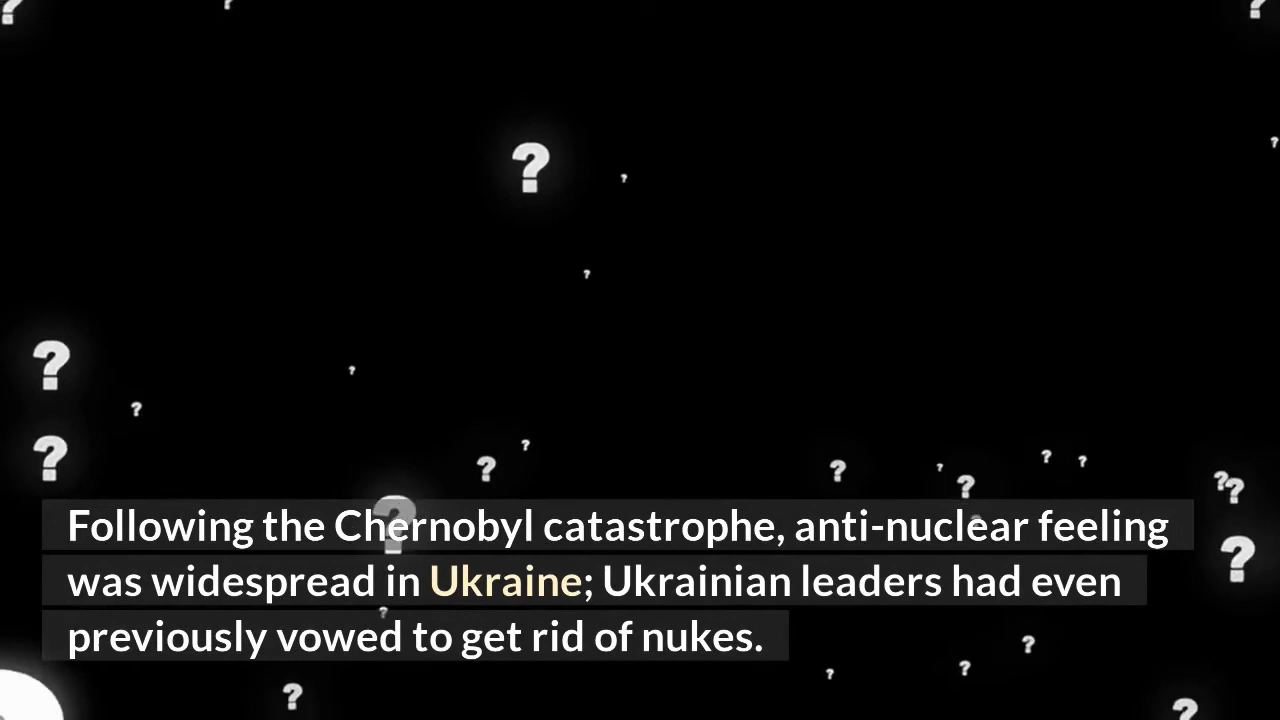 Following the Chernobyl catastrophe, anti-nuclear feeling
was widespread in Ukraine; Ukrainian leaders had even
previously vowed to get rid of nukes.